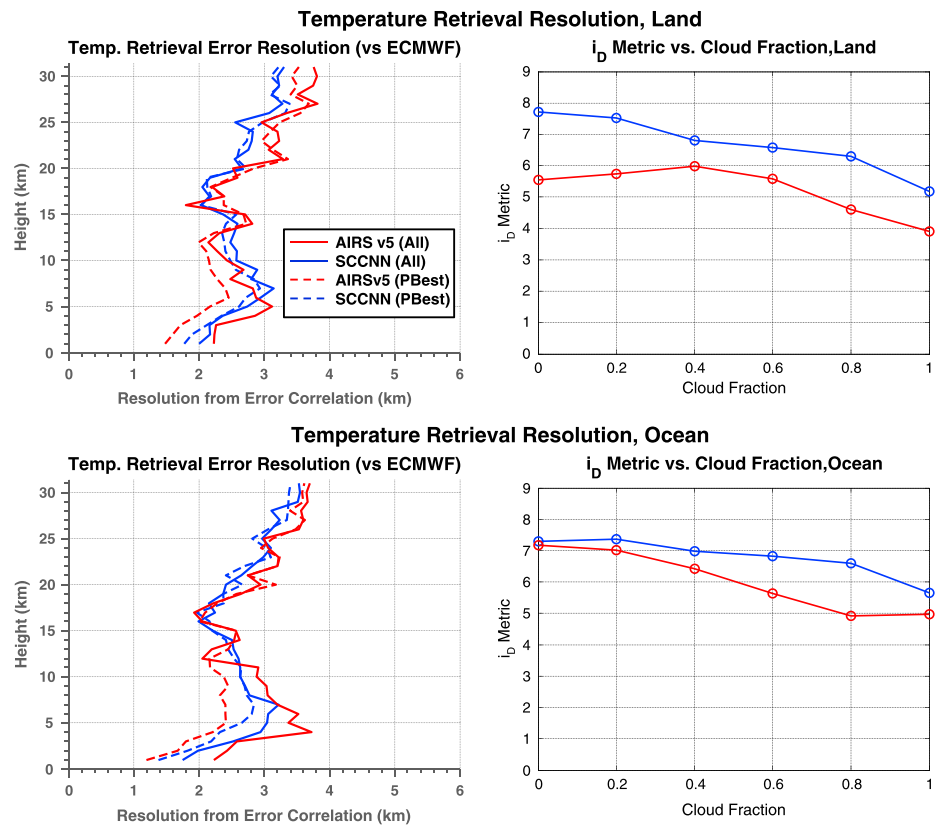 Temperature Retrieval Resolution, Land
Temp. Retrieval Error Resolution (vs ECMWF)
30
25
20
15
10
5
0
Height (km)
AIRS v5 (All)
SCCNN (All)
AIRSv5 (PBest)
SCCNN (PBest)
0 1 2 3 4 5 6
Resolution from Error Correlation (km)
iD Metric vs. Cloud Fraction,Land
9
8
7
6
5
4
3
2
1
0
iD Metric
0 0.2 0.4 0.6 0.8 1
Cloud Fraction
Temperature Retrieval Resolution, Ocean
Temp. Retrieval Error Resolution (vs ECMWF)
30
25
20
15
10
5
0
Height (km)
0 1 2 3 4 5 6
Resolution from Error Correlation (km)
iD Metric vs. Cloud Fraction,Ocean
9
8
7
6
5
4
3
2
1
0
iD Metric
0 0.2 0.4 0.6 0.8 1
Cloud Fraction